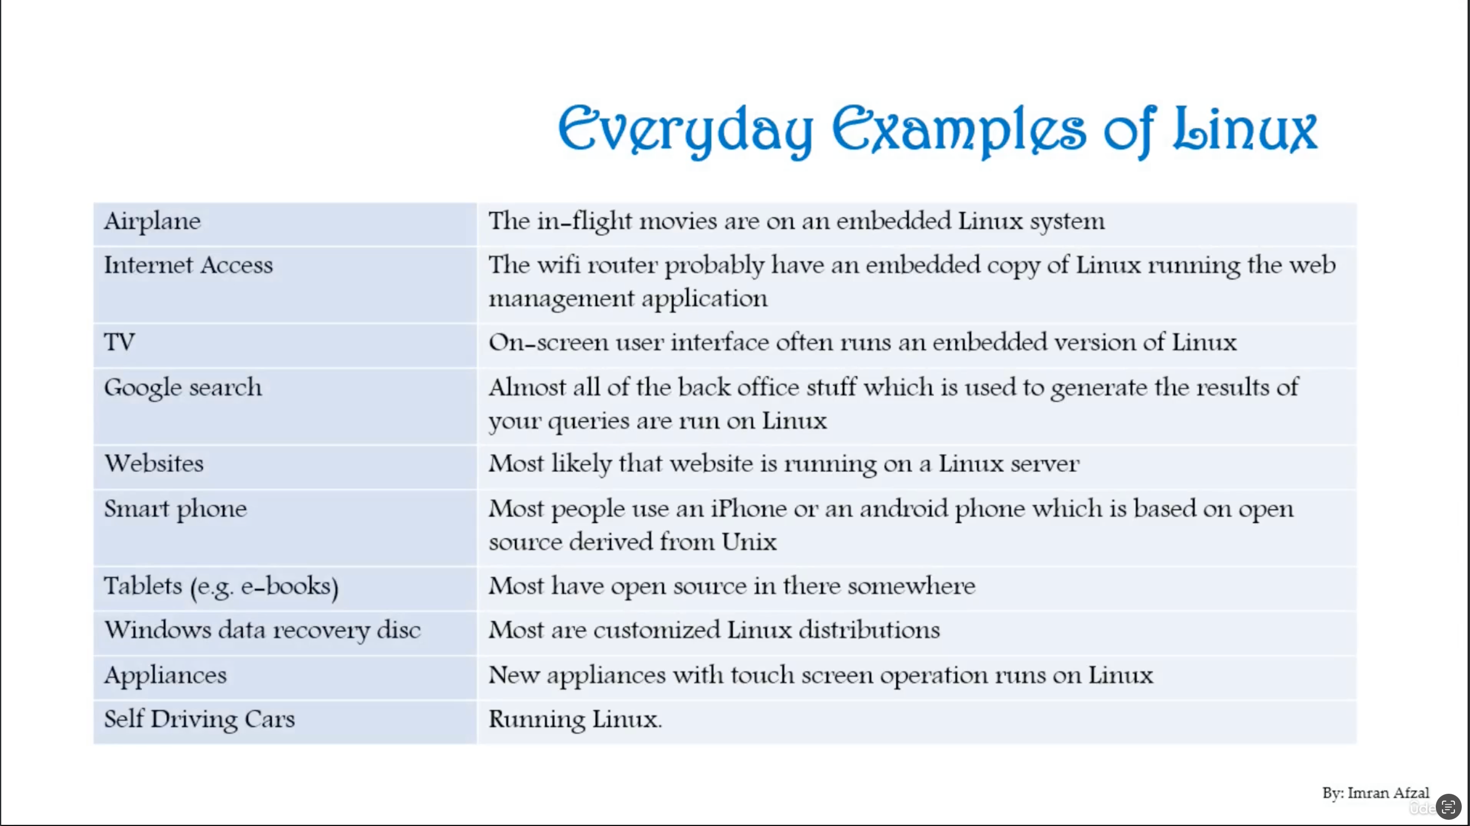 Everyday Examples of Linux
Airplane
The in-flight movies are on an embedded Linux system
Internet Access
The wifi router probably have an embedded copy of Linux running the web
management application
TV
On-screen user interface often runs an embedded version of Linux
Google search
Almost all of the back office stuff which is used to generate the results of
your queries are run on Linux
Websites
Most likely that website is running on a Linux server
Smart phone
Most people use an iPhone or an android phone which is based on open
source derived from Unix
Tablets (e.g. e-books)
Most have open source in there somewhere
Windows data recovery disc
Most are customized Linux distributions
Appliances
New appliances with touch screen operation runs on Linux
Self Driving Cars
Running Linux.
By: Imran Afzal